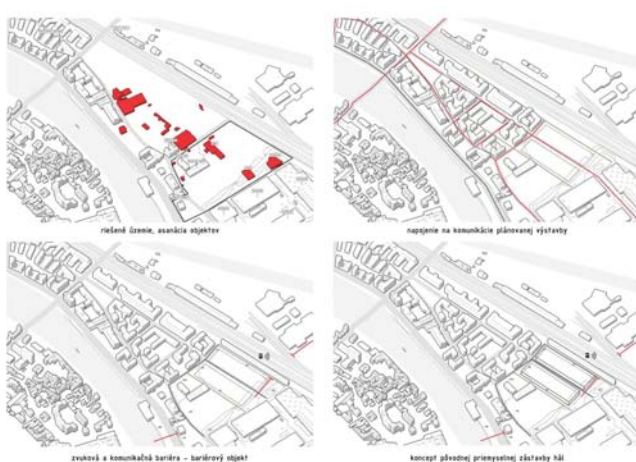 riešené územie, asanácia objektov
napojenie na komunikácie plánovanej výstavby
zvuková a komunikačná bariéra - bariérový objekt
koncept pôvodnej priemyselnej zástavby hál